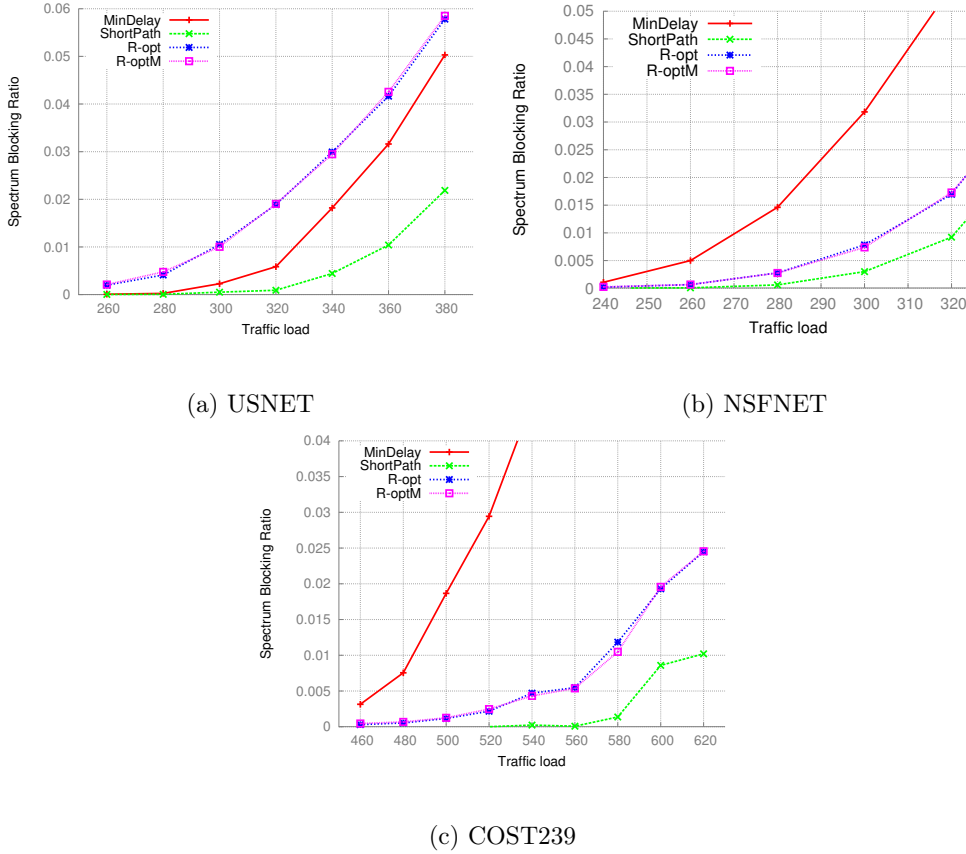 0.06
0.05
0.04
0.03
0.02
0.01
0
260 280 300 320 340 360 380
Spectrum Blocking Ratio
Traffic load
MinDelay
ShortPath
R-opt
R-optM
(a) USNET
0.05
0.045
0.04
0.035
0.03
0.025
0.02
0.015
0.01
0.005
0
240 250 260 270 280 290 300 310 320
Spectrum Blocking Ratio
Traffic load
MinDelay
ShortPath
R-opt
R-optM
(b) NSFNET
0.04
0.035
0.03
0.025
0.02
0.015
0.01
0.005
0
460 480 500 520 540 560 580 600 620
Spectrum Blocking Ratio
Traffic load
MinDelay
ShortPath
R-opt
R-optM
(c) COST239